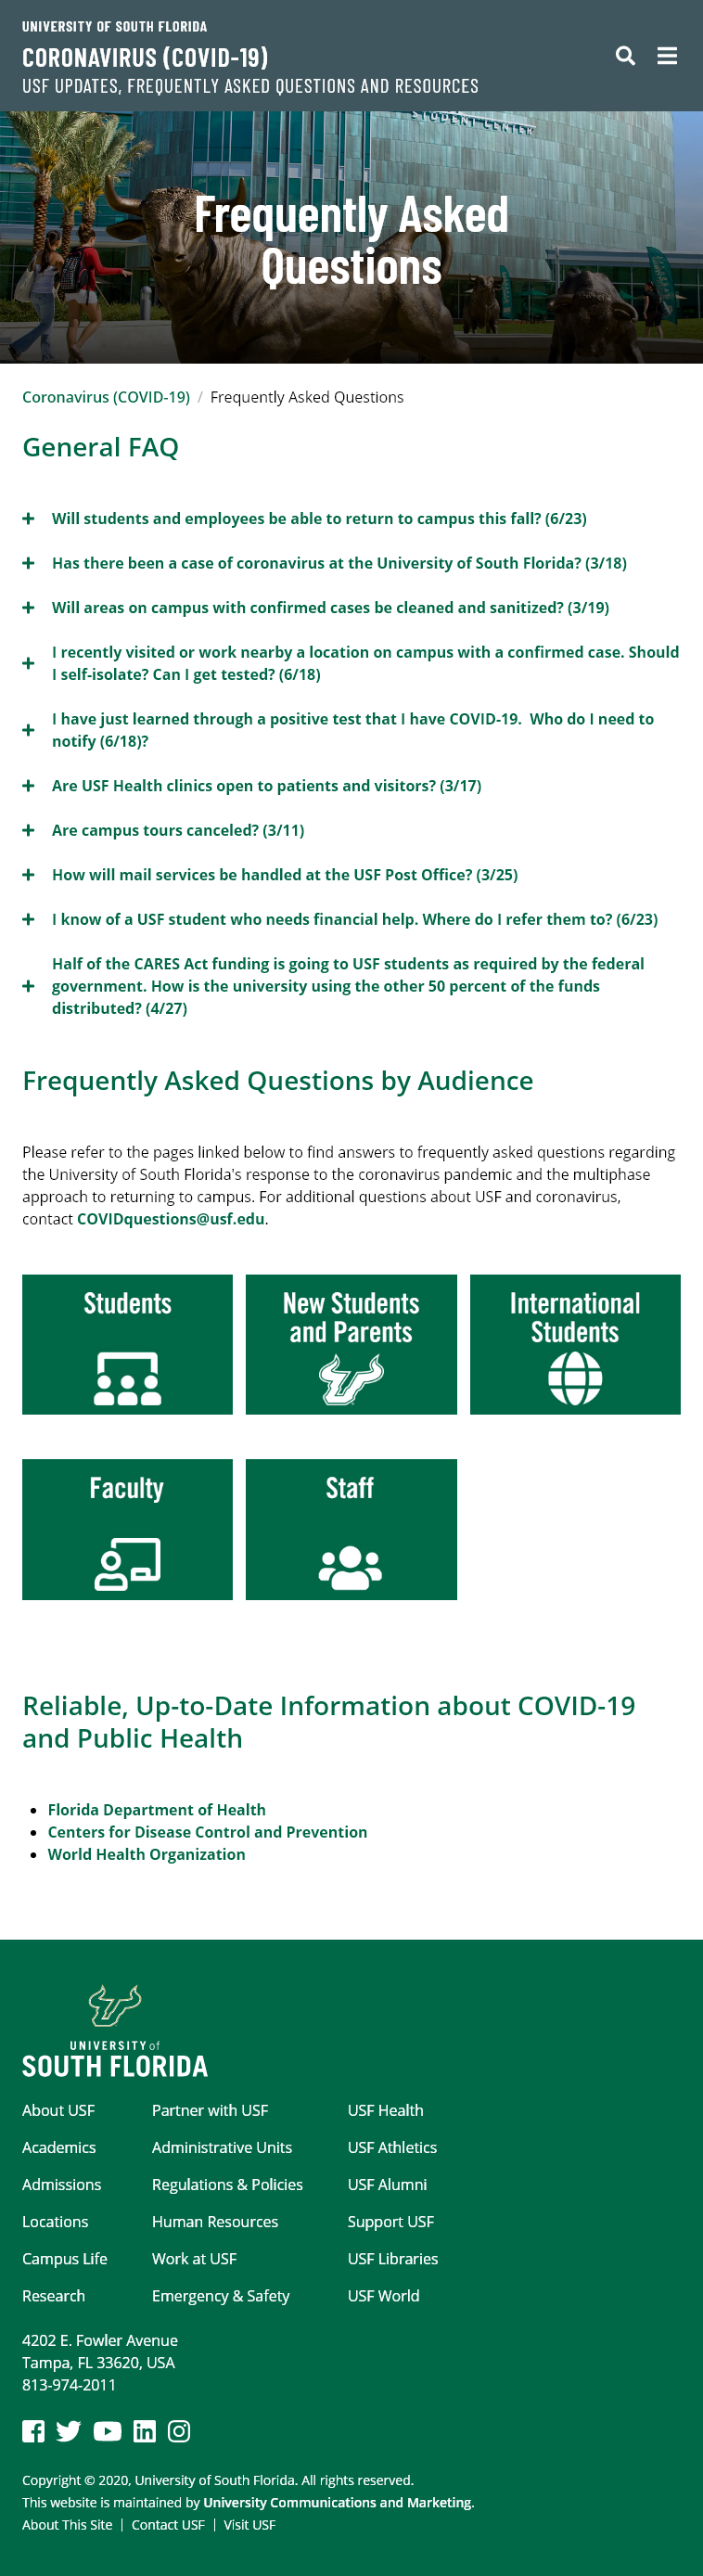 UNIVERSITY OF SOUTH FLORIDA
CORONAVIRUS (COVID-19)
USF UPDATES, FREQUENTLY ASKED QUESTIONS AND RESOURCES
STUDENT CENTER
Frequently Asked
Questions
Coronavirus (COVID-19) / Frequently Asked Questions
General FAQ
Will students and employees be able to return to campus this fall? (6/23)
Has there been a case of coronavirus at the University of South Florida? (3/18)
Will areas on campus with confirmed cases be cleaned and sanitized? (3/19)
I recently visited or work nearby a location on campus with a confirmed case. Should
I self-isolate? Can I get tested? (6/18)
I have just learned through a positive test that I have COVID-19.  Who do I need to
notify (6/18)?
Are USF Health clinics open to patients and visitors? (3/17)
Are campus tours canceled? (3/11)
How will mail services be handled at the USF Post Office? (3/25)
I know of a USF student who needs financial help. Where do I refer them to? (6/23)
Half of the CARES Act funding is going to USF students as required by the federal
government. How is the university using the other 50 percent of the funds
distributed? (4/27)
Frequently Asked Questions by Audience
Please refer to the pages linked below to find answers to frequently asked questions regarding
the University of South Florida's response to the coronavirus pandemic and the multiphase
approach to returning to campus. For additional questions about USF and coronavirus,
contact COVIDquestions@usf.edu.
Students
New Students
and Parents
International
Students
Faculty
Staff
Reliable, Up-to-Date Information about COVID-19
and Public Health
• Florida Department of Health
• Centers for Disease Control and Prevention
• World Health Organization
UNIVERSITY of
SOUTH FLORIDA
About USF
Academics
Admissions
Locations
Campus Life
Research
Partner with USF
Administrative Units
Regulations & Policies
Human Resources
Work at USF
Emergency & Safety
USF Health
USF Athletics
USF Alumni
Support USF
USF Libraries
USF World
4202 E. Fowler Avenue
Tampa, FL 33620, USA
813-974-2011
Copyright © 2020, University of South Florida. All rights reserved.
This website is maintained by University Communications and Marketing.
About This Site | Contact USF | Visit USF